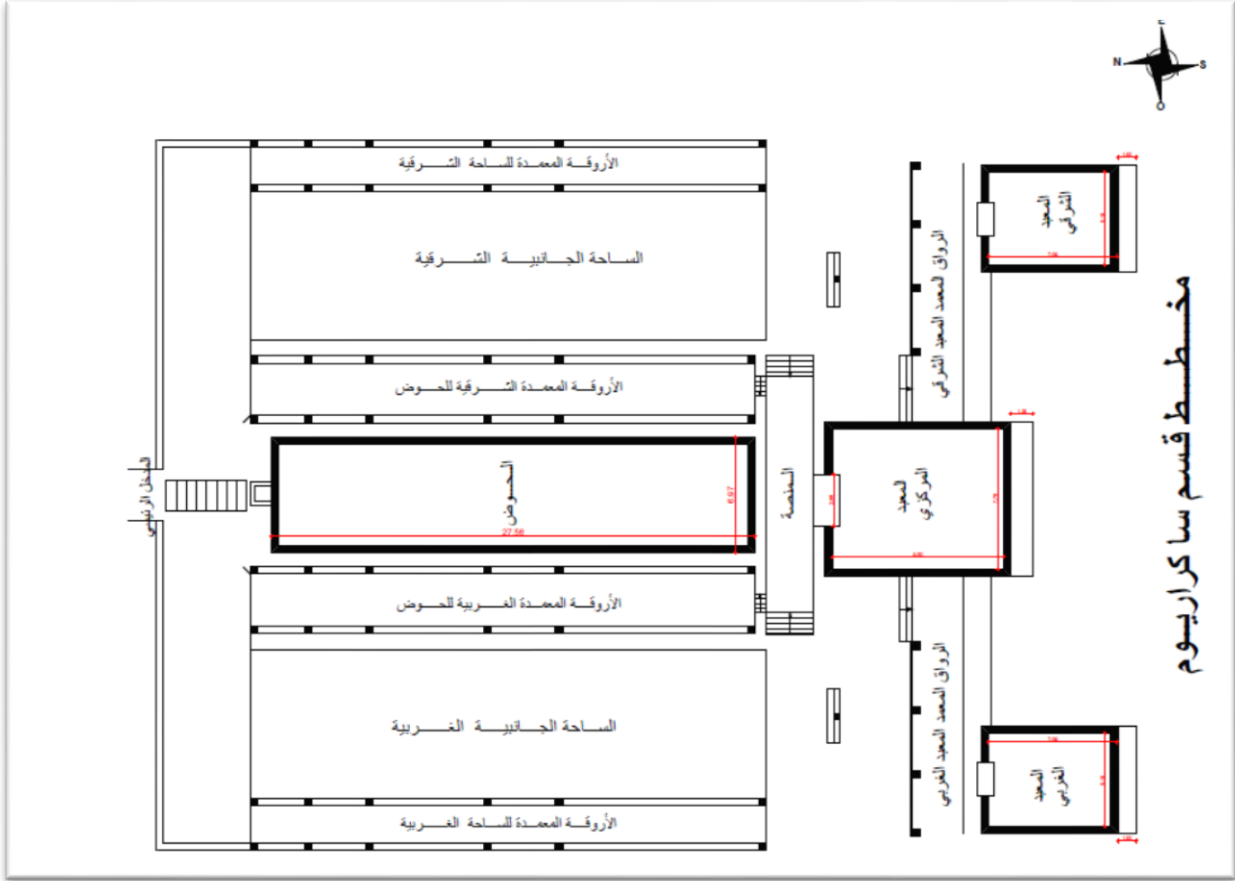 N
S
O
الأروقة المعمدة للساحة الشرقية
الساحة الجانبية الشرقية
الأروقة المعمدة الشرقية للحوض
المدخل الرئيسي
الحوض
27.56
6.97
المنصة
المعبد
المركزي
الأروقة المعمدة الغربية للحوض
الساحة الجانبية الغربية
الأروقة المعمدة للساحة الغربية
الرواق المعمد المعبد الشرقي
الرواق المعمد المعبد الغربي
المعبد
الشرقي
المعبد
الغربي
مخطط قسم ساكراريوم